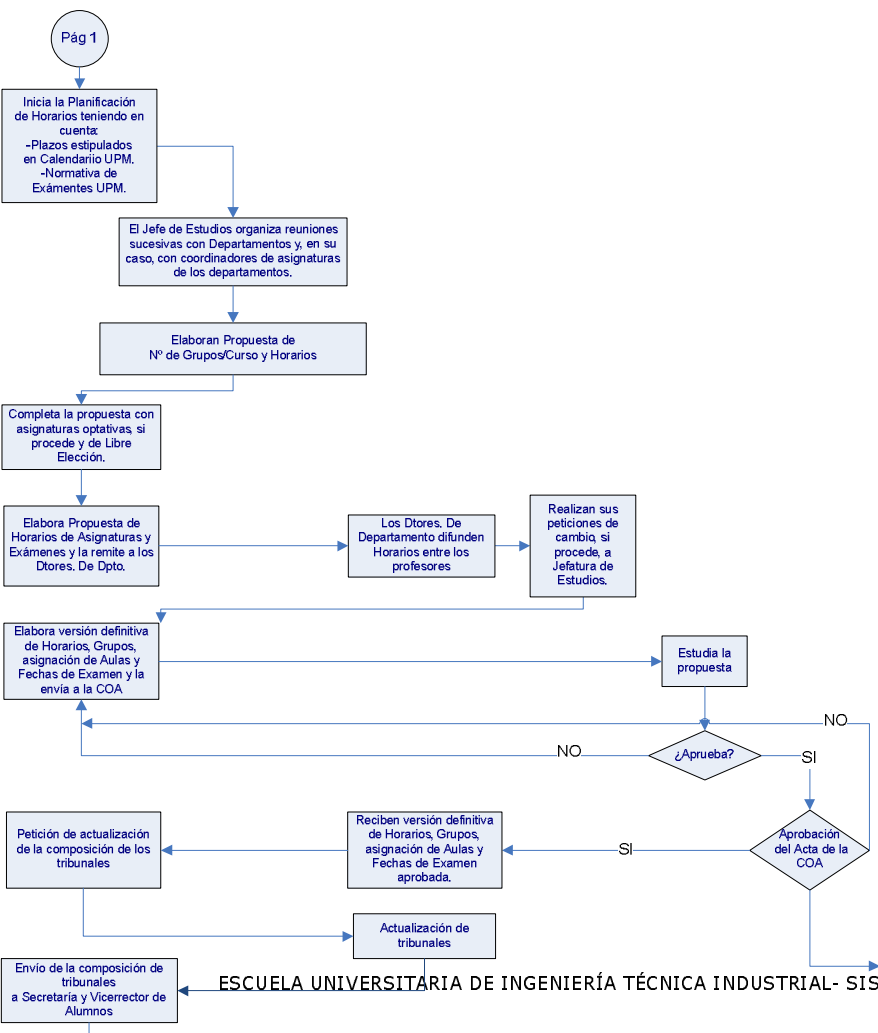 Pág 1
Inicia la Planificación
de Horarios teniendo en
cuenta:
-Plazos estipulados
en Calendariio UPM.
-Normativa de
Exámentes UPM.
El Jefe de Estudios organiza reuniones
sucesivas con Departamentos y, en su
caso, con coordinadores de asignaturas
de los departamentos.
Elaboran Propuesta de
Nº de Grupos/Curso y Horarios
Completa la propuesta con
asignaturas optativas, si
procede y de Libre
Elección.
Elabora Propuesta de
Horarios de Asignaturas y
Exámenes y la remite a los
Dtores. De Dpto.
Los Dtores. De
Departamento difunden
Horarios entre los
profesores
Realizan sus
peticiones de
cambio, si
procede, a
Jefatura de
Estudios.
Elabora versión definitiva
de Horarios, Grupos,
asignación de Aulas y
Fechas de Examen y la
envía a la COA
Estudia la
propuesta
NO
¿Aprueba?
NO
SI
Aprobación
del Acta de la
COA
SI
Reciben versión definitiva
de Horarios, Grupos,
asignación de Aulas y
Fechas de Examen
aprobada.
Petición de actualización
de la composición de los
tribunales
Actualización de
tribunales
Envío de la composición de
tribunales
a Secretaría y Vicerrector de
Alumnos
ESCUELA UNIVERSITARIA DE INGENIERÍA TÉCNICA INDUSTRIAL- SIS